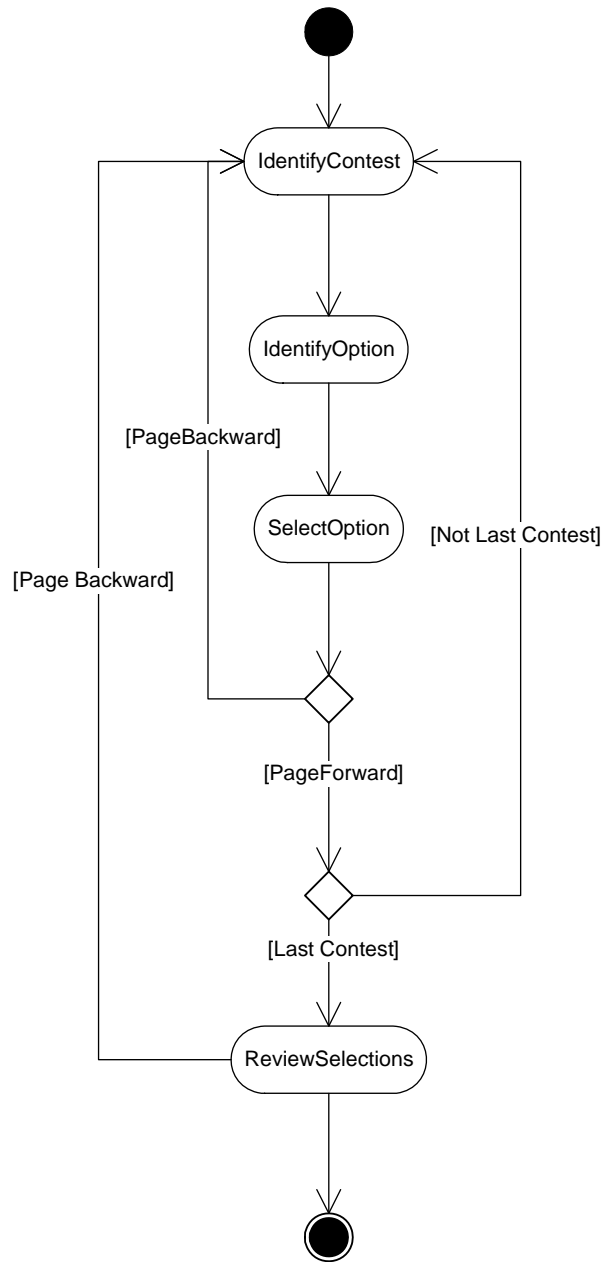 IdentifyContest
IdentifyOption
[PageBackward]
SelectOption
[Not Last Contest]
[Page Backward]
[PageForward]
[Last Contest]
ReviewSelections